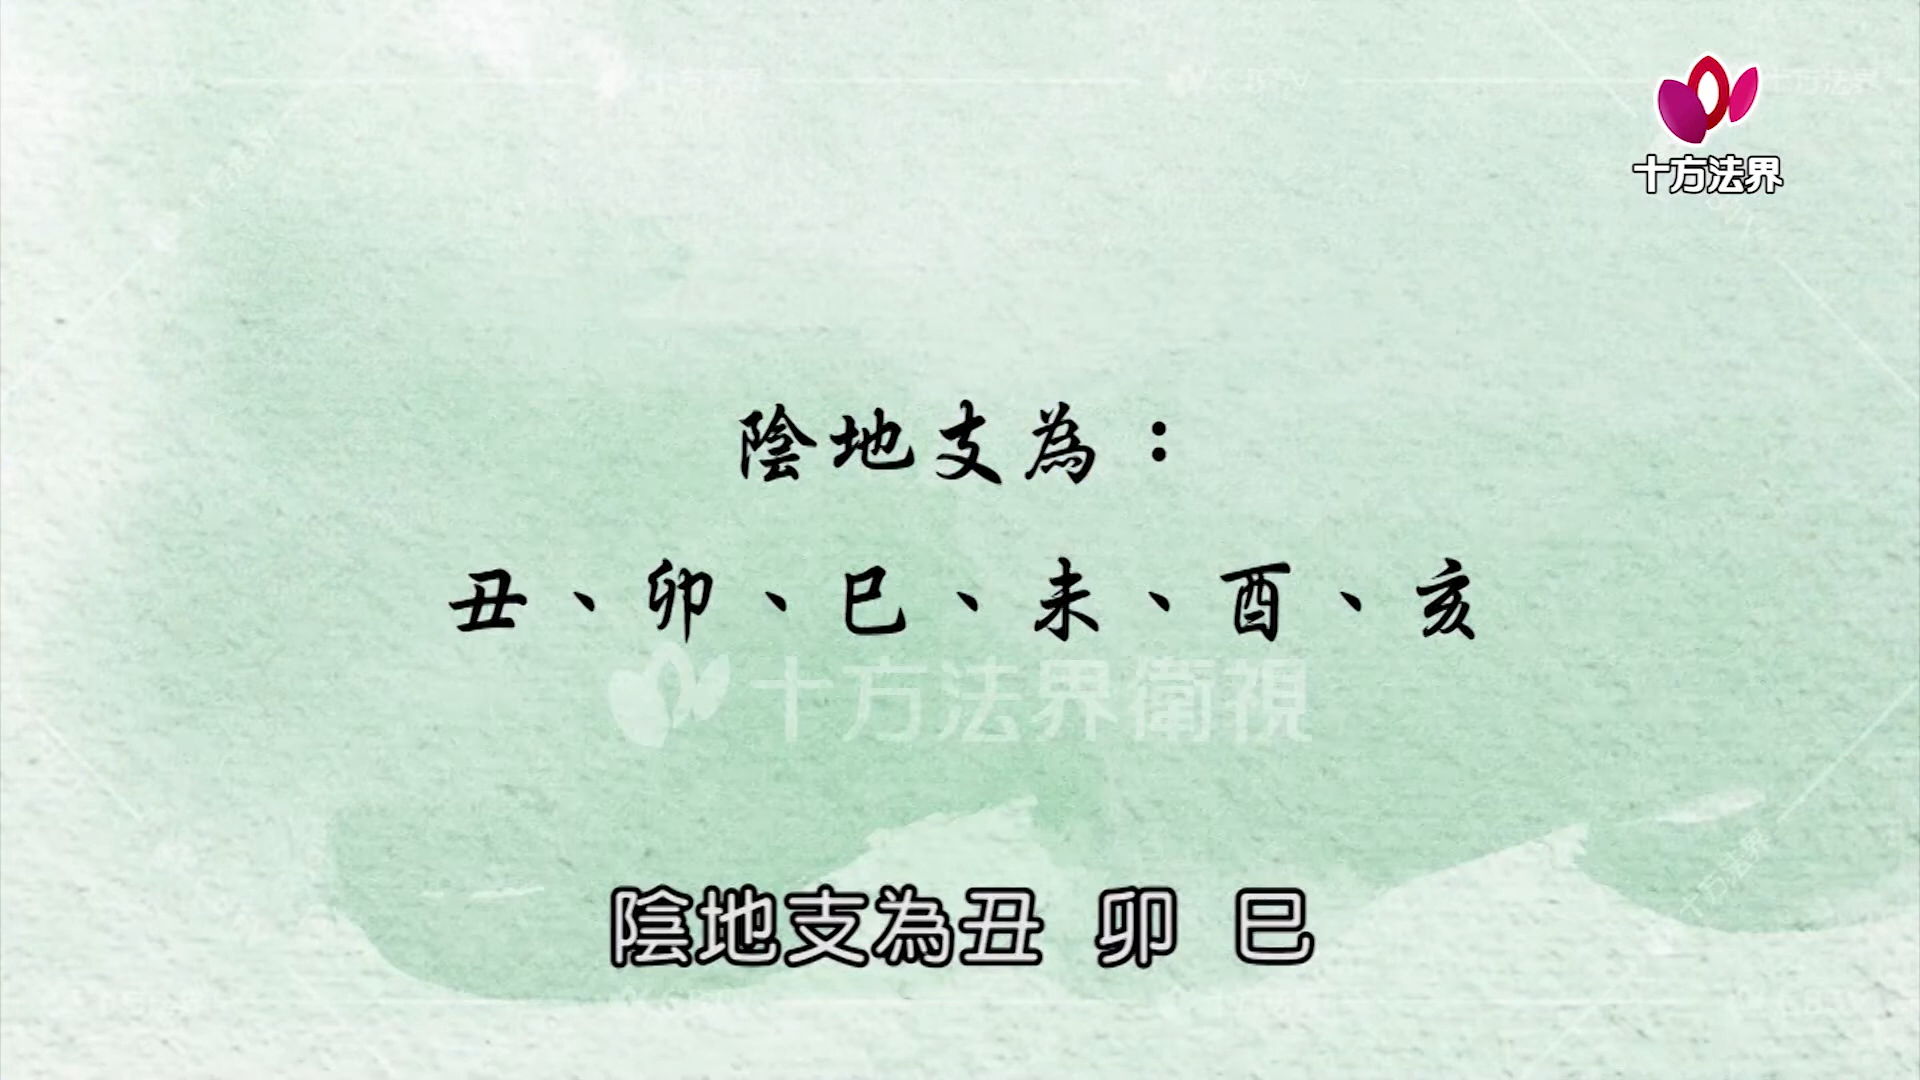 十方法界
陰地支為：
丑、卯、巳、未、酉、亥
十方法界衛視
陰地支為丑 卯 巳